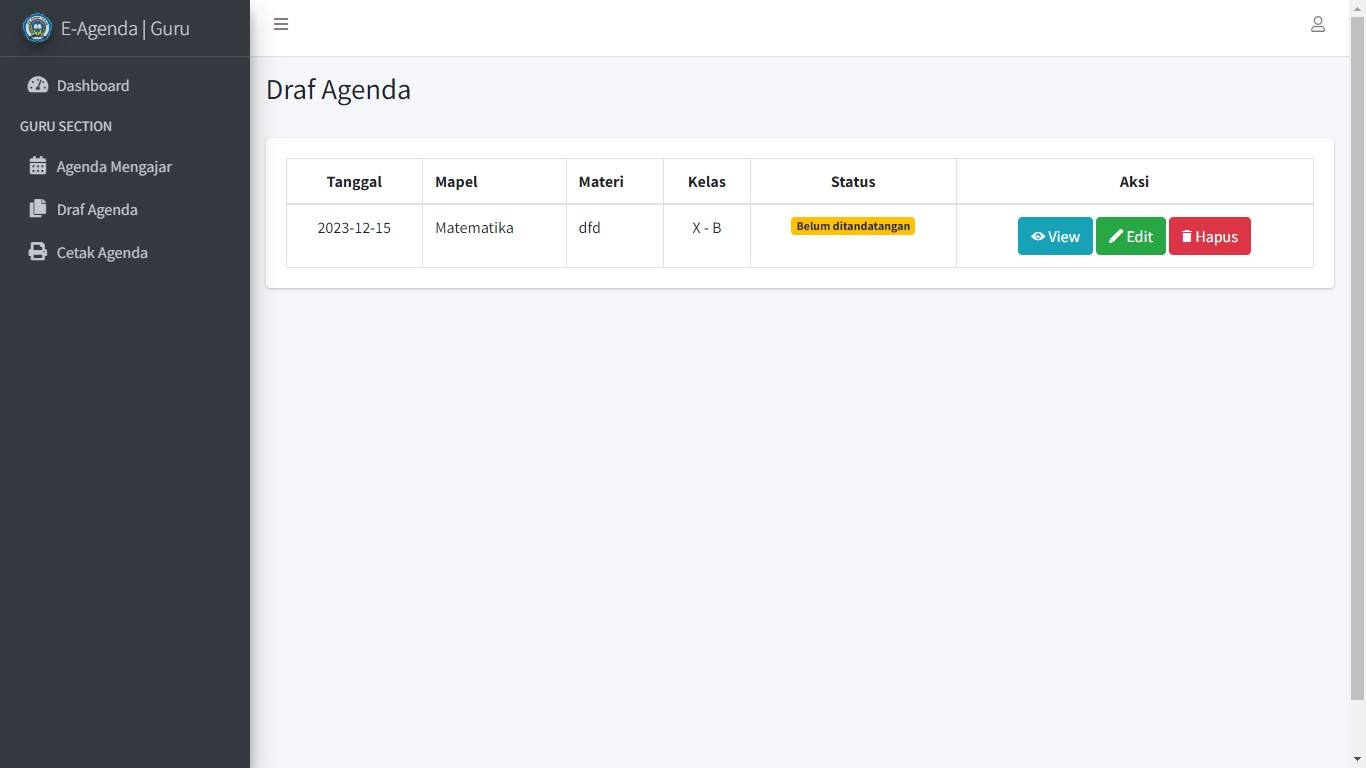 E-Agenda | Guru
Dashboard
GURU SECTION
Agenda Mengajar
Draf Agenda
Cetak Agenda
Draf Agenda
Tanggal Mapel Materi Kelas Status Aksi
2023-12-15 Matematika dfd X - B Belum ditandatangan View Edit Hapus